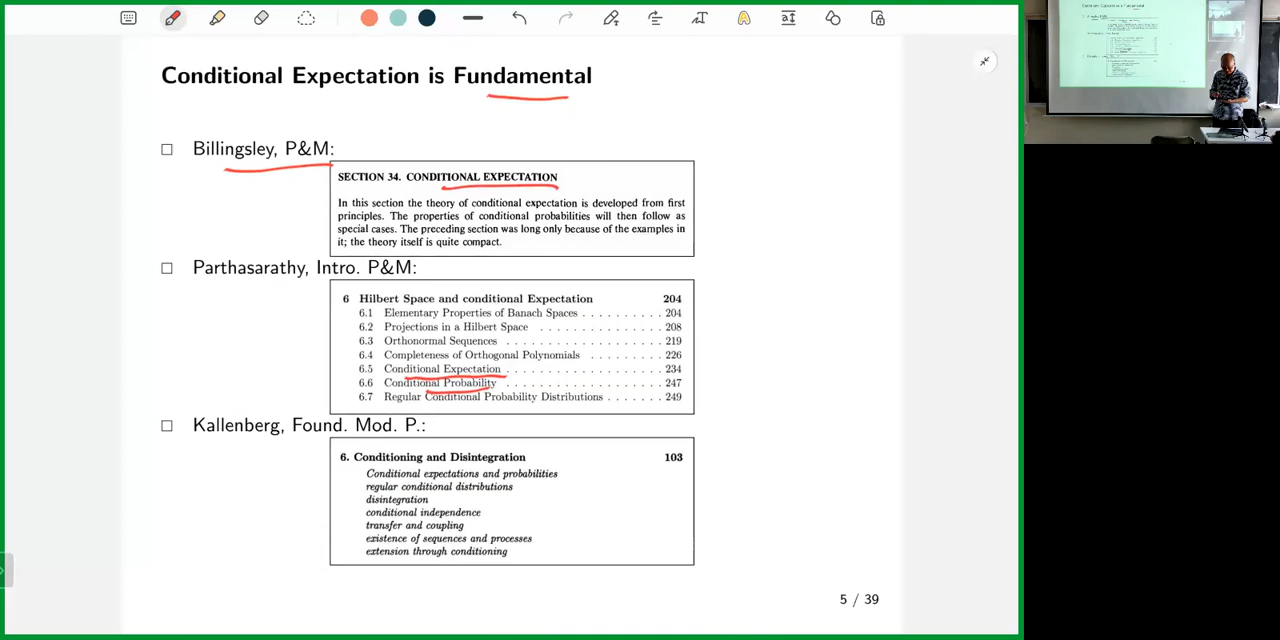 Conditional Expectation is Fundamental
□ Billingsley, P&M:
SECTION 34. CONDITIONAL EXPECTATION
In this section the theory of conditional expectation is developed from first
principles. The properties of conditional probabilities will then follow as
special cases. The preceding section was long only because of the examples in
it; the theory itself is quite compact.
□ Parthasarathy, Intro. P&M:
6 Hilbert Space and conditional Expectation 204
6.1 Elementary Properties of Banach Spaces . . . . . . . . . . 204
6.2 Projections in a Hilbert Space . . . . . . . . . . . . . . . . 208
6.3 Orthonormal Sequences . . . . . . . . . . . . . . . . . . . . 219
6.4 Completeness of Orthogonal Polynomials . . . . . . . . . 226
6.5 Conditional Expectation . . . . . . . . . . . . . . . . . . . . 234
6.6 Conditional Probability . . . . . . . . . . . . . . . . . . . . 247
6.7 Regular Conditional Probability Distributions . . . . . . . 249
□ Kallenberg, Found. Mod. P.:
6. Conditioning and Disintegration 103
Conditional expectations and probabilities
regular conditional distributions
disintegration
conditional independence
transfer and coupling
existence of sequences and processes
extension through conditioning
5 / 39